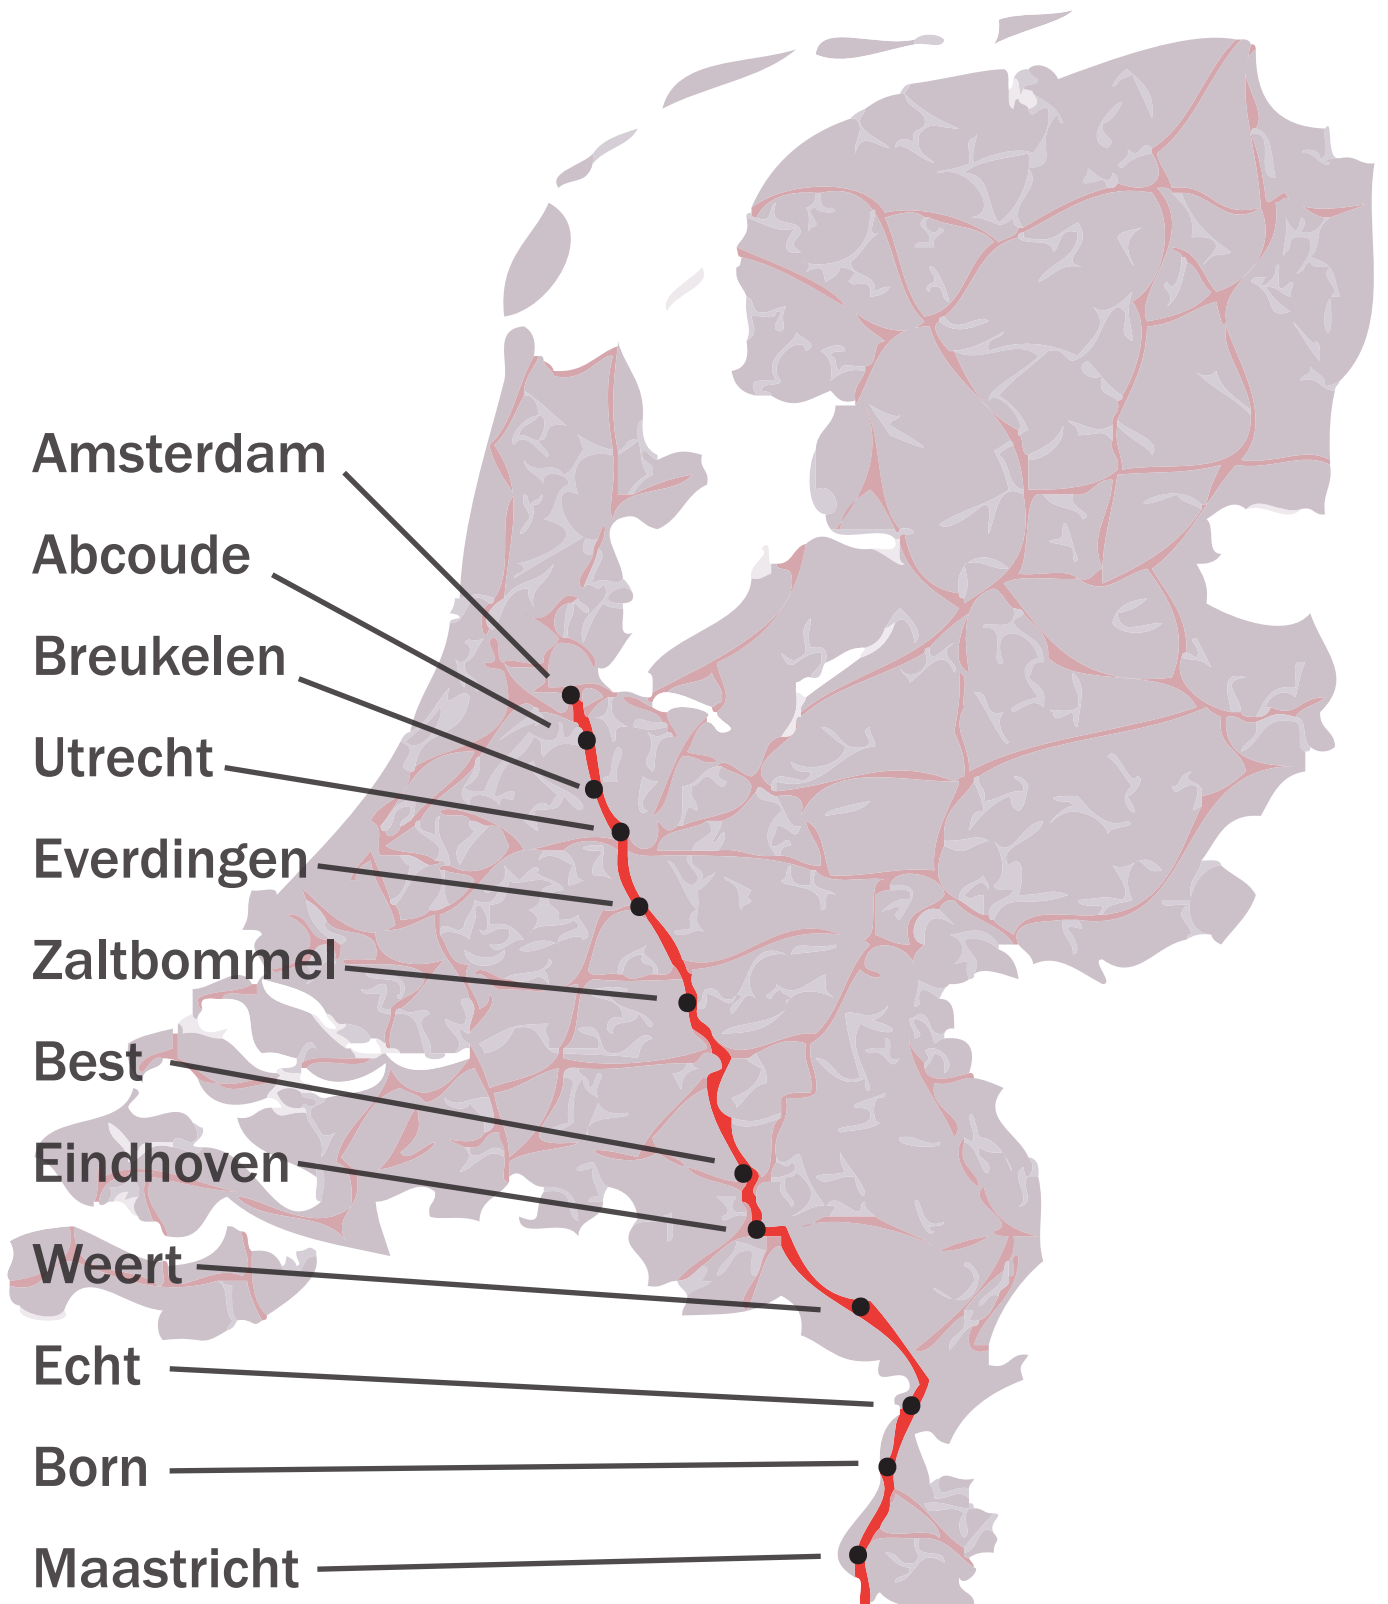 Amsterdam
Abcoude
Breukelen
Utrecht
Everdingen
Zaltbommel
Best
Eindhoven
Weert
Echt
Born
Maastricht